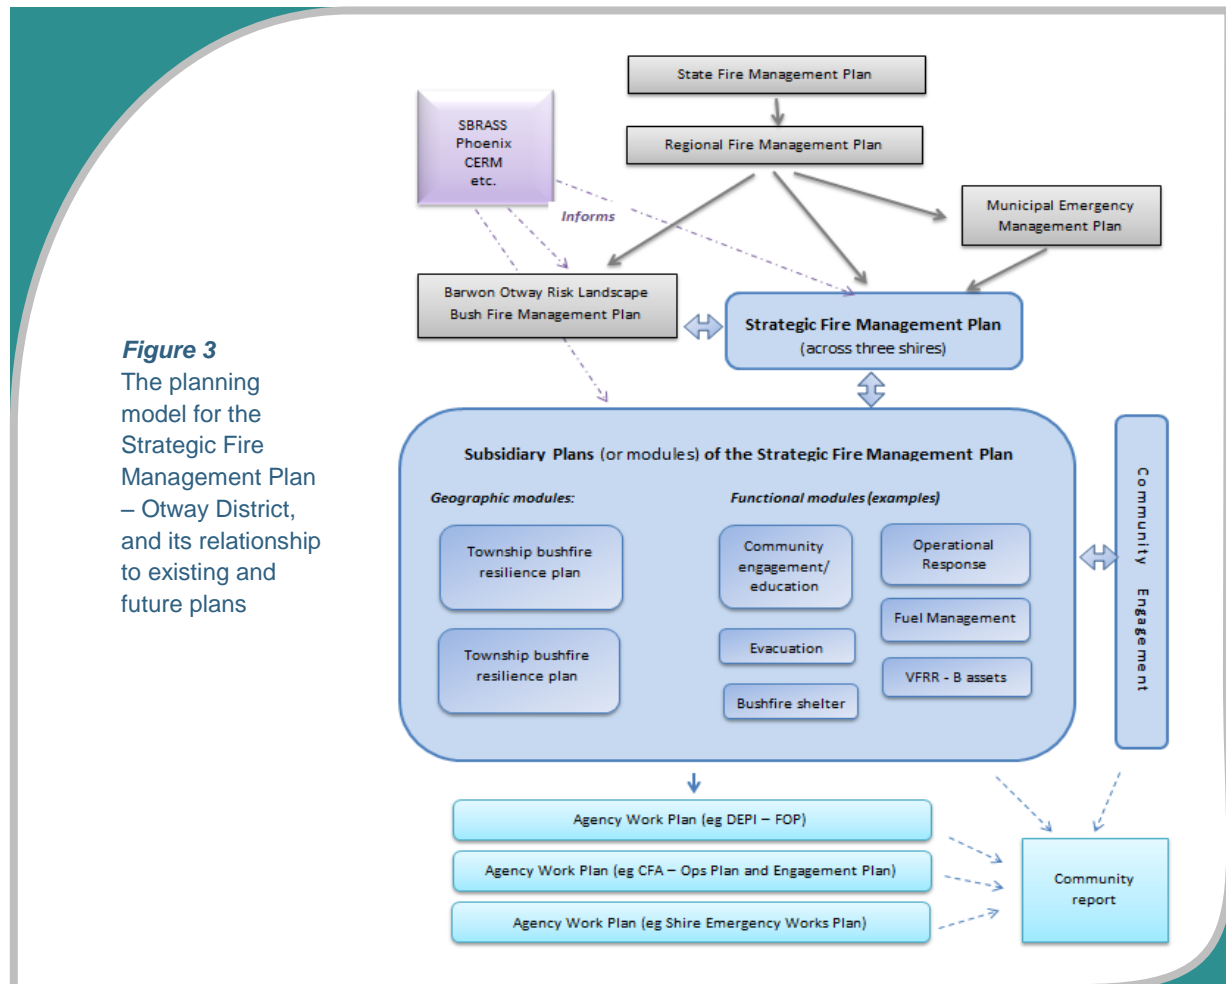 State Fire Management Plan
SBRASS
Phoenix
CERM
etc.
Regional Fire Management Plan
Informs
Municipal Emergency
Management Plan
Barwon Otway Risk Landscape
Bush Fire Management Plan
Strategic Fire Management Plan
(across three shires)
Figure 3
The planning
model for the
Strategic Fire
Management Plan
– Otway District,
and its relationship
to existing and
future plans
Subsidiary Plans (or modules) of the Strategic Fire Management Plan
Geographic modules:
Functional modules (examples)
Township bushfire
resilience plan
Township bushfire
resilience plan
Community
engagement/
education
Evacuation
Bushfire shelter
Operational
Response
Fuel Management
VFRR - B assets
Community Engagement
Agency Work Plan (eg DEPI – FOP)
Agency Work Plan (eg CFA – Ops Plan and Engagement Plan)
Agency Work Plan (eg Shire Emergency Works Plan)
Community
report